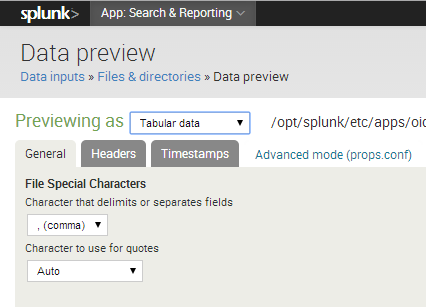 splunk> App: Search & Reporting
Data preview
Data inputs » Files & directories » Data preview
Previewing as Tabular data /opt/splunk/etc/apps/oid
General Headers Timestamps Advanced mode (props.conf)
File Special Characters
Character that delimits or separates fields
, (comma)
Character to use for quotes
Auto